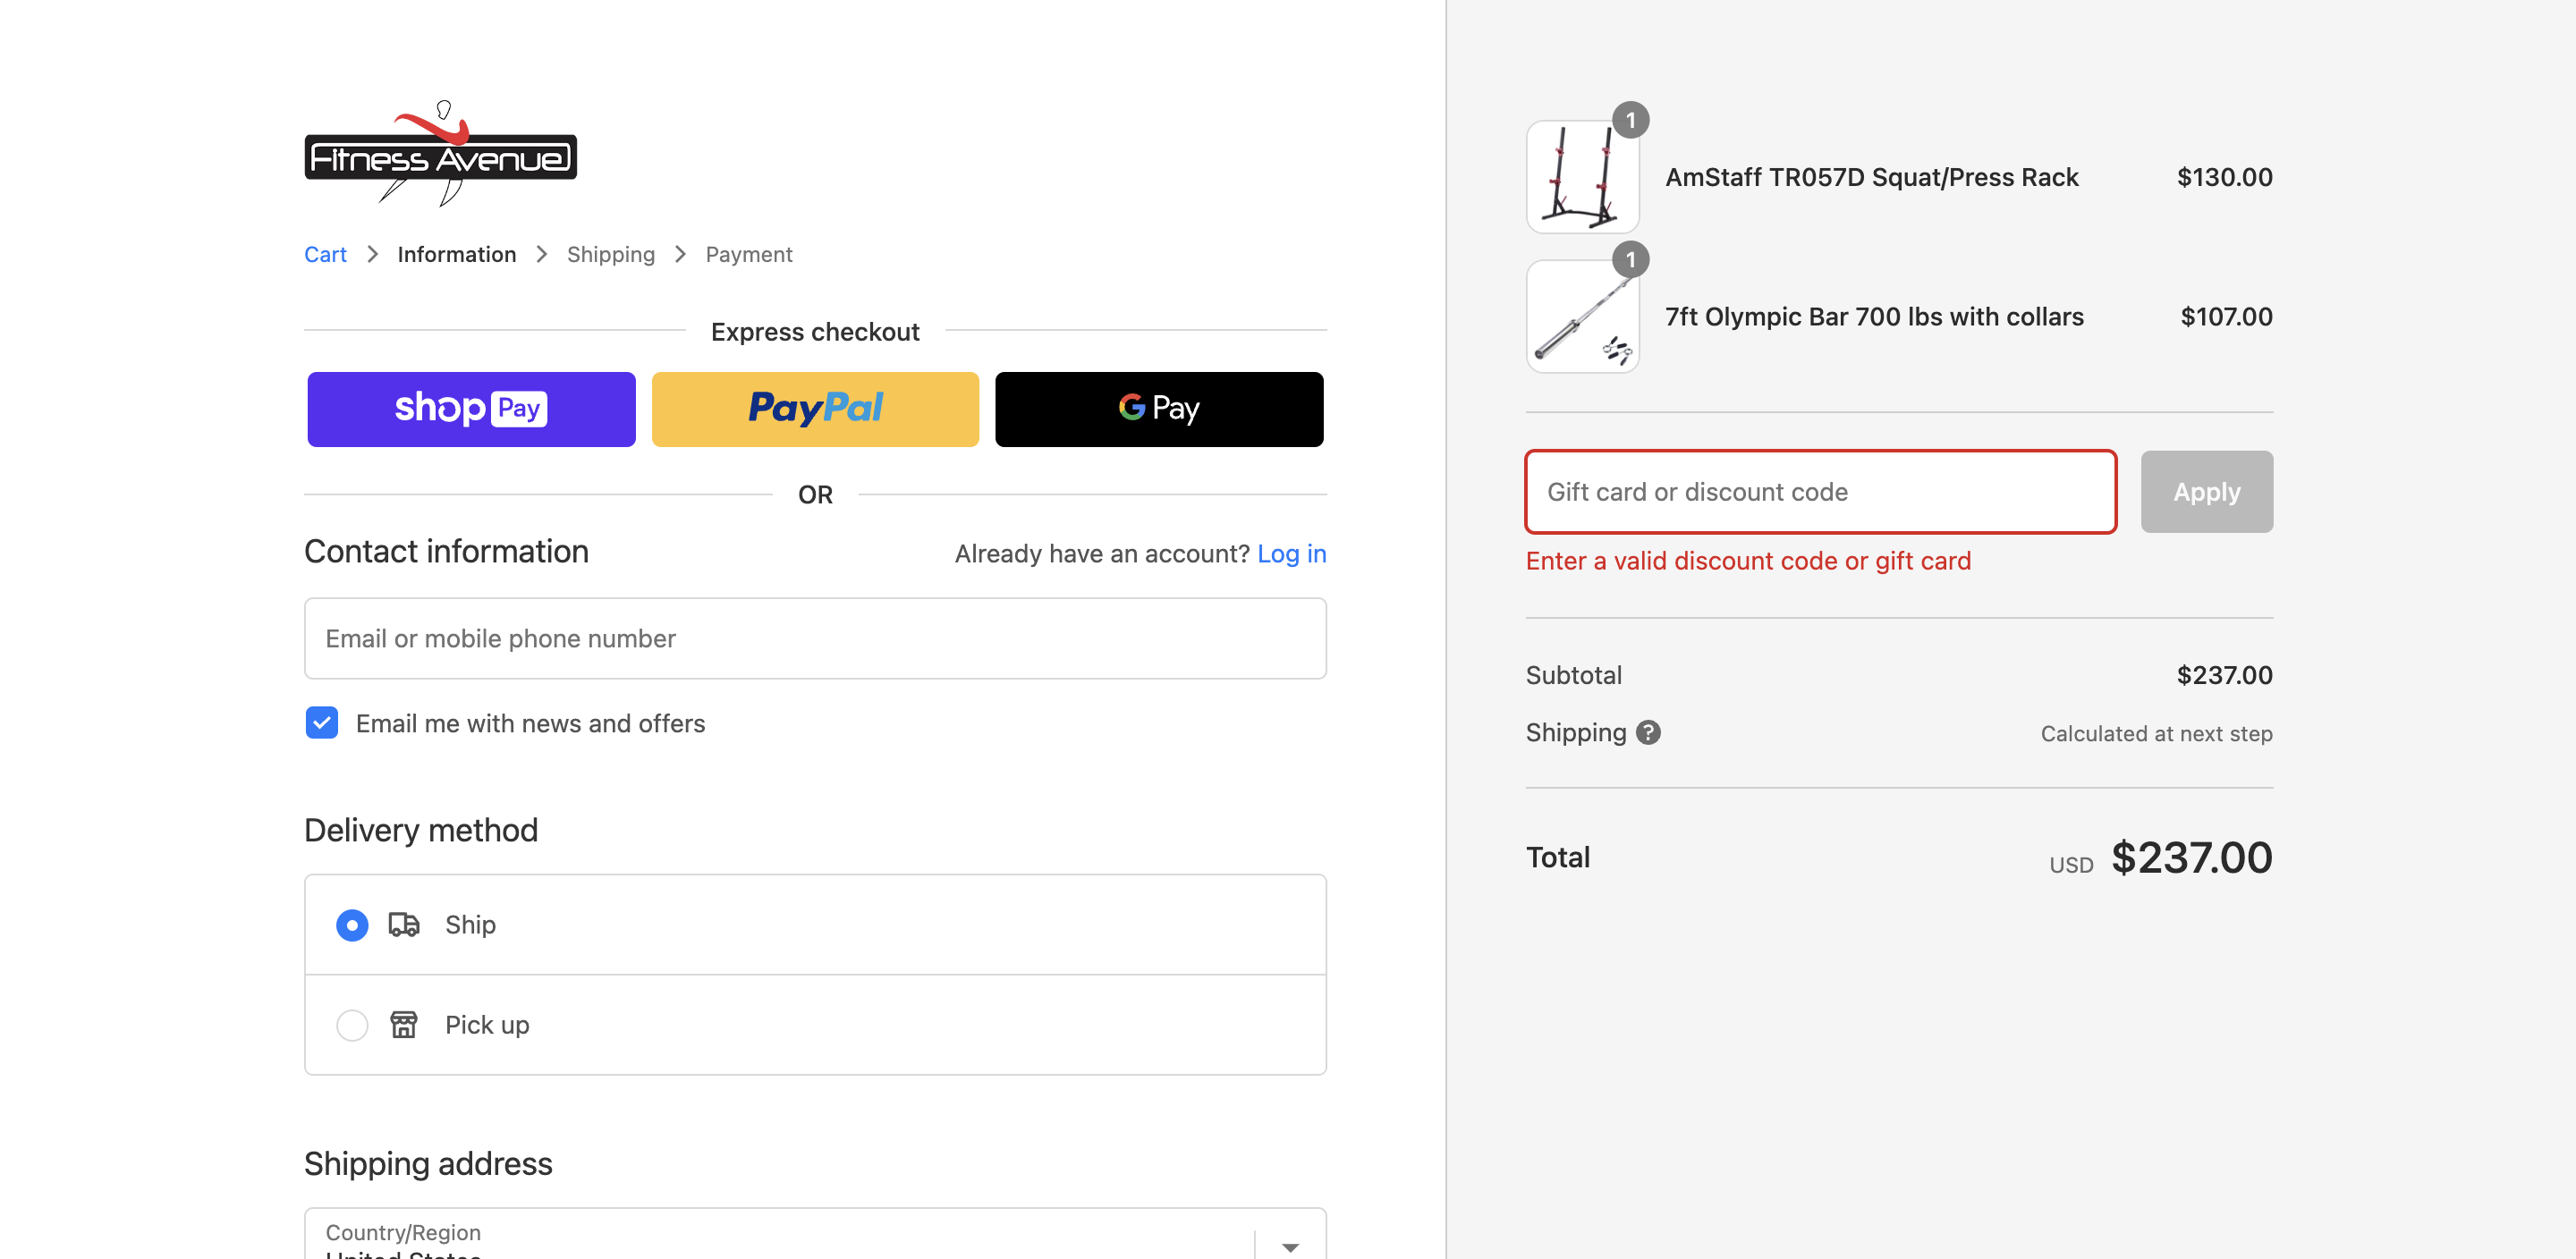 Fitness Avenue
Cart > Information > Shipping > Payment
Express checkout
shop Pay
PayPal
G Pay
OR
Contact information
Already have an account? Log in
Email or mobile phone number
Email me with news and offers
Delivery method
Ship
Pick up
Shipping address
Country/Region
United States
1
AmStaff TR057D Squat/Press Rack $130.00
1
7ft Olympic Bar 700 lbs with collars $107.00
Gift card or discount code
Apply
Enter a valid discount code or gift card
Subtotal $237.00
Shipping ? Calculated at next step
Total USD $237.00